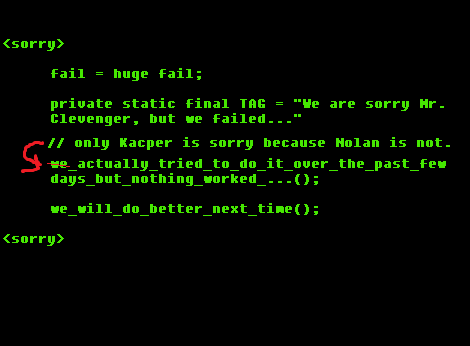 <sorry>
fail = huge fail;
private static final TAG = "We are sorry Mr.
Clevenger, but we failed..."
// only Kacper is sorry because Nolan is not.
we_actually_tried_to_do_it_over_the_past_few
days_but_nothing_worked_...();
we_will_do_better_next_time();
<sorry>